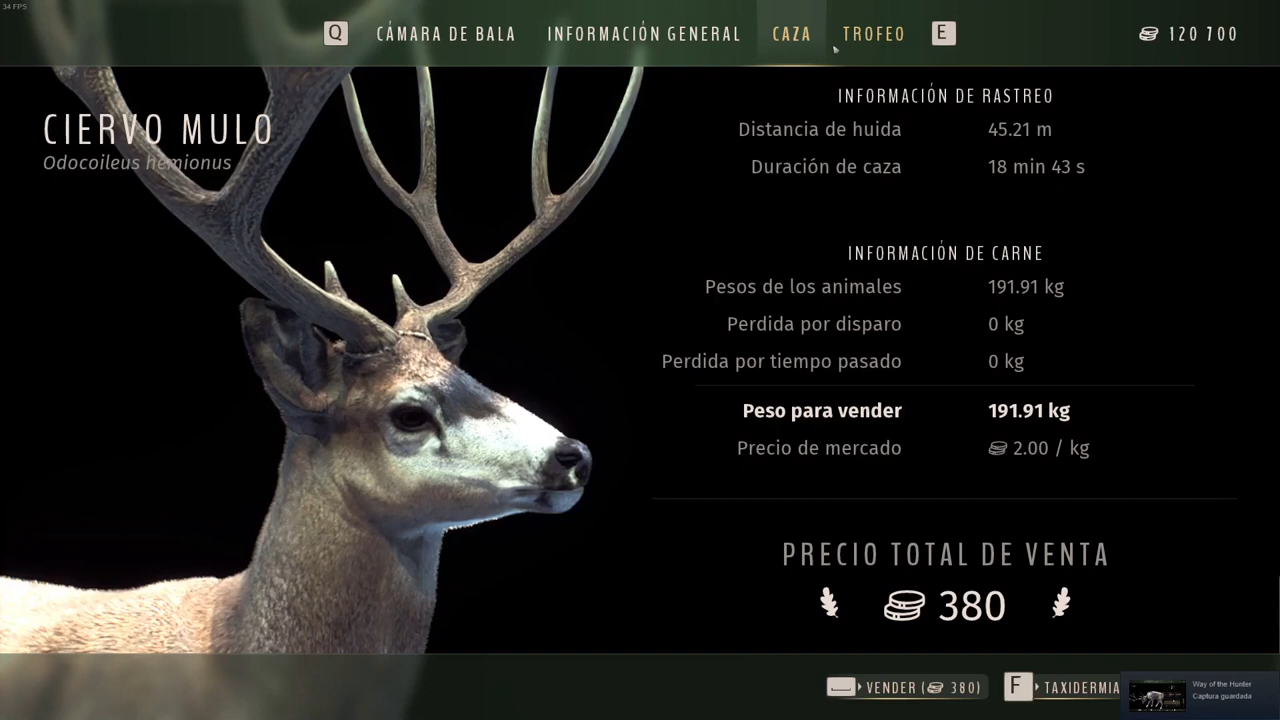 34 FPS
Q CÁMARA DE BALA INFORMACIÓN GENERAL CAZA TROFEO E 120 700
CIERVO MULO
Odocoileus hemionus
INFORMACIÓN DE RASTREO
Distancia de huida 45.21 m
Duración de caza 18 min 43 s
INFORMACIÓN DE CARNE
Pesos de los animales 191.91 kg
Perdida por disparo 0 kg
Perdida por tiempo pasado 0 kg
Peso para vender 191.91 kg
Precio de mercado 2.00 / kg
PRECIO TOTAL DE VENTA
380
VENDER ( 380) F TAXIDERMIA
Way of the Hunter
Captura guardada